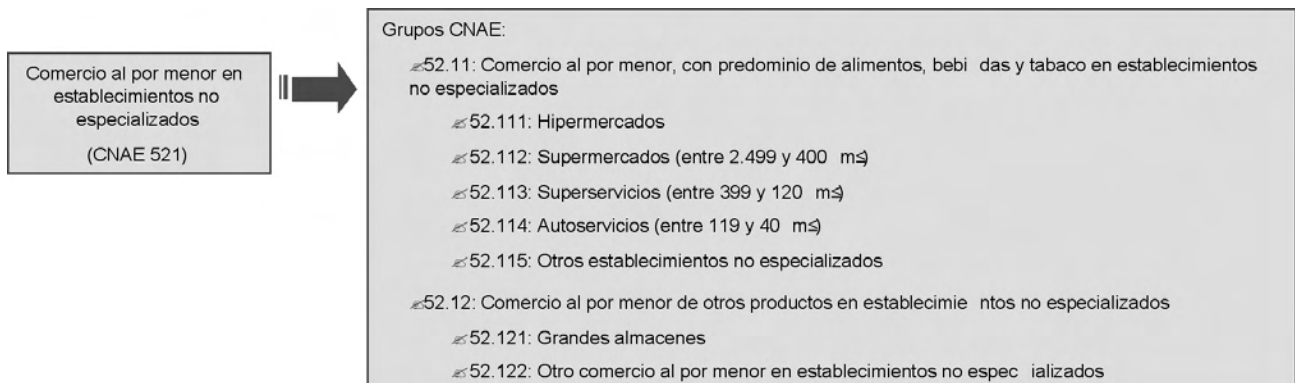 Comercio al por menor en
establecimientos no
especializados
(CNAE 521)
Grupos CNAE:
52.11: Comercio al por menor, con predominio de alimentos, bebi das y tabaco en establecimientos
no especializados
52.111: Hipermercados
52.112: Supermercados (entre 2.499 y 400 m≤)
52.113: Superservicios (entre 399 y 120 m≤)
52.114: Autoservicios (entre 119 y 40 m≤)
52.115: Otros establecimientos no especializados
52.12: Comercio al por menor de otros productos en establecimie ntos no especializados
52.121: Grandes almacenes
52.122: Otro comercio al por menor en establecimientos no espec ializados